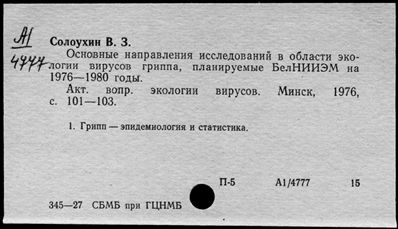 А1
4777
Солоухин В. З.
Основные направления исследований в области эко-
логии вирусов гриппа, планируемые БелНИИЭМ на
1976—1980 годы.
Акт. вопр. экологии вирусов. Минск, 1976,
с. 101—103.
1. Грипп — эпидемиология и статистика.
П-5 А1/4777 15
345—27 СБМБ при ГЦНМБ